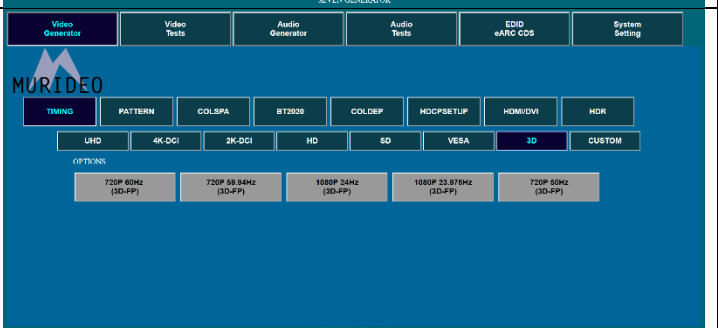 SEVEN GENERATOR
Video Generator
Video Tests
Audio Generator
Audio Tests
EDID eARC CDS
System Setting
MURIDEO
TIMING PATTERN COLSPA BT2020 COLDEP HDCPSETUP HDMI/DVI HDR
UHD 4K-DCI 2K-DCI HD SD VESA 3D CUSTOM
OPTIONS
720P 60Hz (3D-FP)
720P 59.94Hz (3D-FP)
1080P 24Hz (3D-FP)
1080P 23.976Hz (3D-FP)
720P 50Hz (3D-FP)